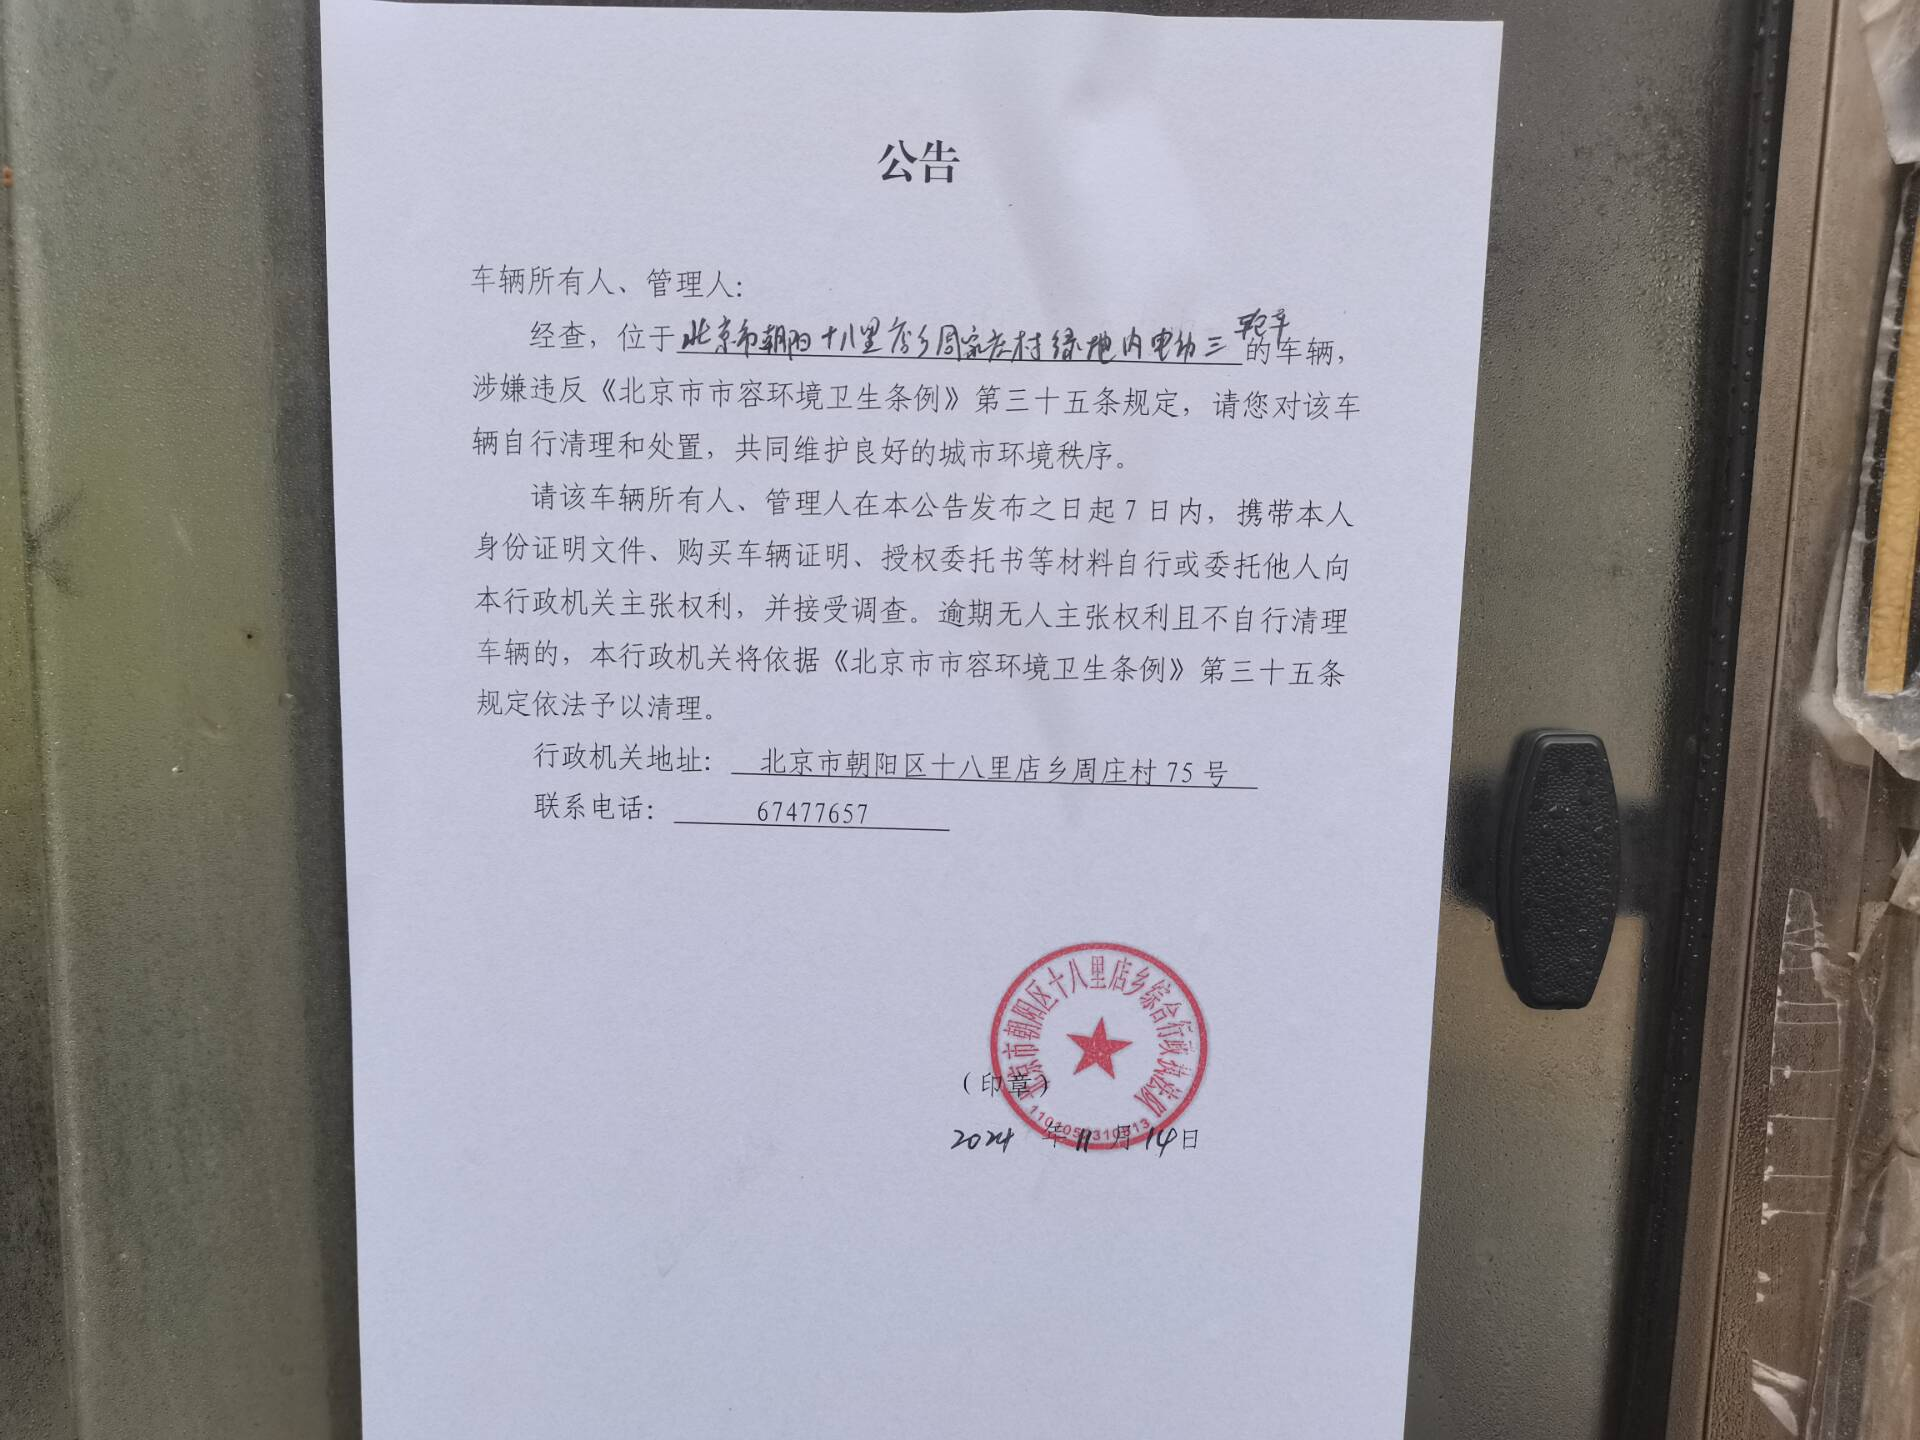 公告
车辆所有人、管理人：
经查，位于北京市朝阳十八里店乡周家庄村绿地内电动三轮车的车辆，
涉嫌违反《北京市市容环境卫生条例》第三十五条规定，请您对该车
辆自行清理和处置，共同维护良好的城市环境秩序。
请该车辆所有人、管理人在本公告发布之日起7日内，携带本人
身份证明文件、购买车辆证明、授权委托书等材料自行或委托他人向
本行政机关主张权利，并接受调查。逾期无人主张权利且不自行清理
车辆的，本行政机关将依据《北京市市容环境卫生条例》第三十五条
规定依法予以清理。
行政机关地址：北京市朝阳区十八里店乡周庄村75号
联系电话：67477657
北京市朝阳区十八里店乡综合行政执法队
（印章）
2024年11月14日